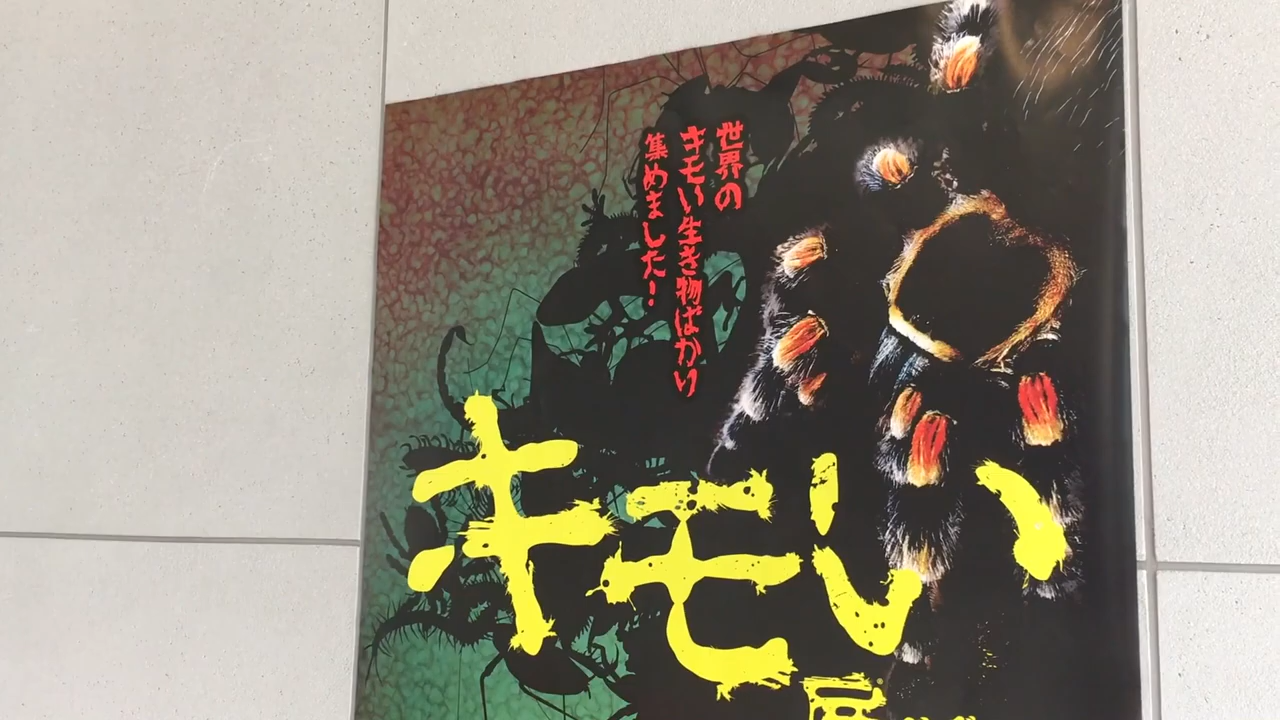 世界の
キモい生き物ばかり
集めました！
キモい
展